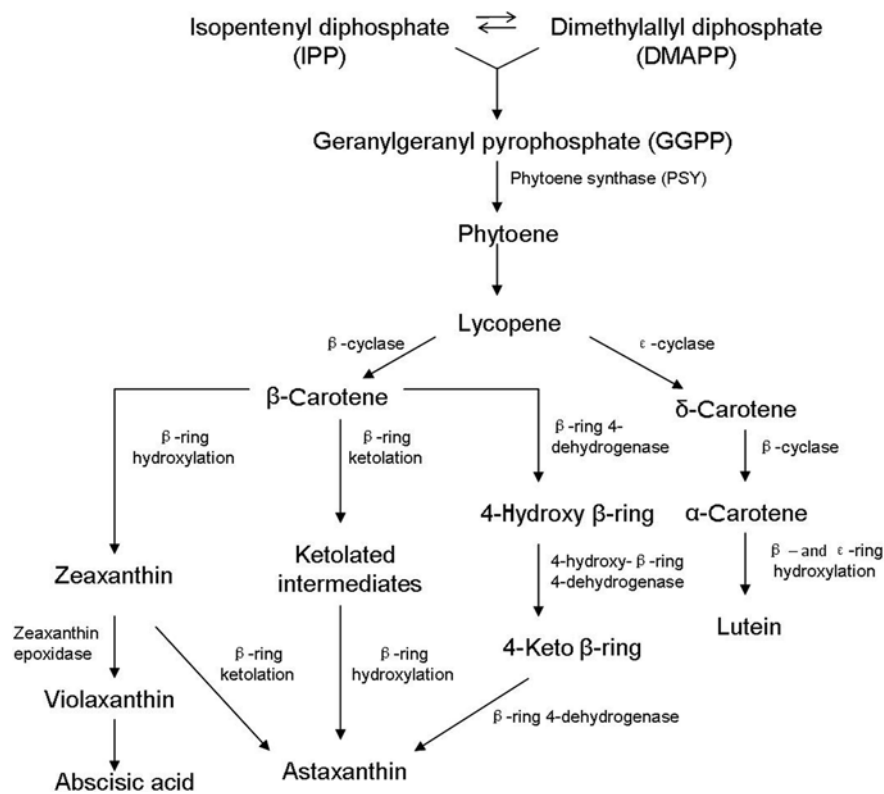 Isopentenyl diphosphate
(IPP)
Dimethylallyl diphosphate
(DMAPP)
Geranylgeranyl pyrophosphate (GGPP)
Phytoene synthase (PSY)
Phytoene
Lycopene
β-cyclase
ε-cyclase
β-Carotene
δ-Carotene
β-ring
hydroxylation
β-ring
ketolation
β-ring 4-
dehydrogenase
β-cyclase
4-Hydroxy β-ring
α-Carotene
Zeaxanthin
Ketolated
intermediates
4-hydroxy-β-ring
4-dehydrogenase
β-and ε-ring
hydroxylation
Lutein
Zeaxanthin
epoxidase
β-ring
ketolation
β-ring
hydroxylation
4-Keto β-ring
Violaxanthin
β-ring 4-dehydrogenase
Astaxanthin
Abscisic acid